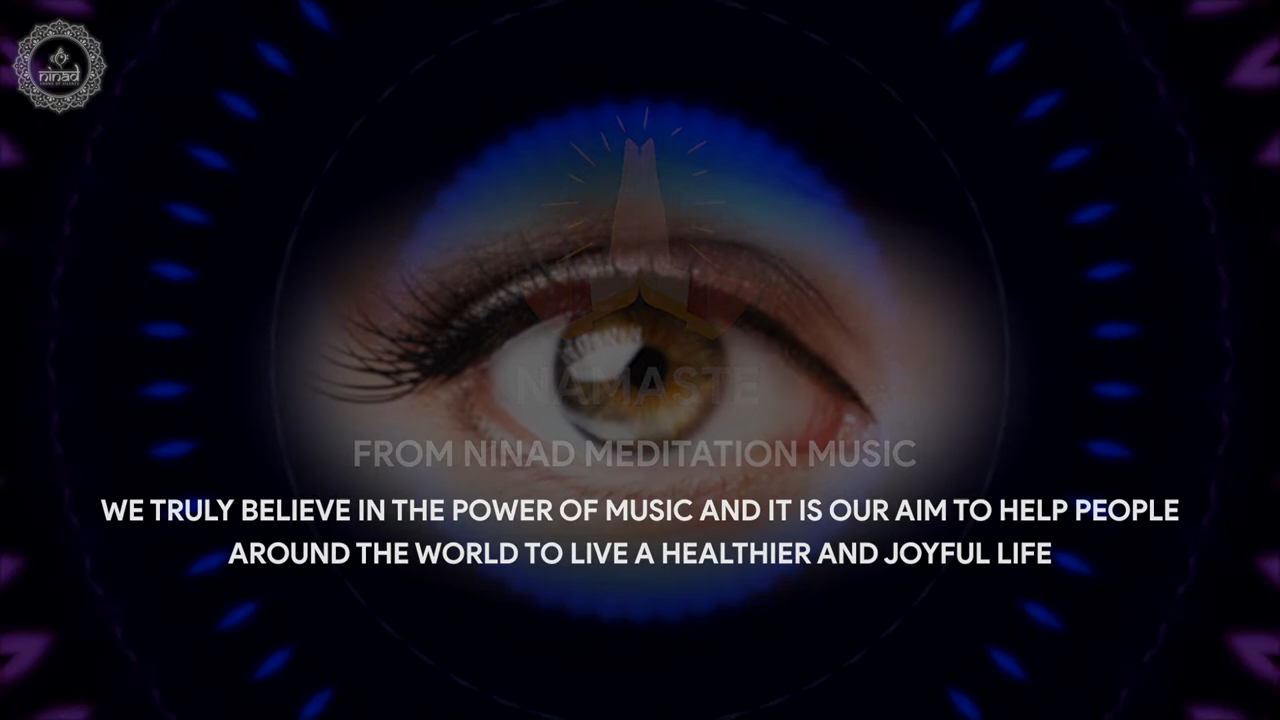 ninad
NAMASTE
FROM NINAD MEDITATION MUSIC
WE TRULY BELIEVE IN THE POWER OF MUSIC AND IT IS OUR AIM TO HELP PEOPLE
AROUND THE WORLD TO LIVE A HEALTHIER AND JOYFUL LIFE